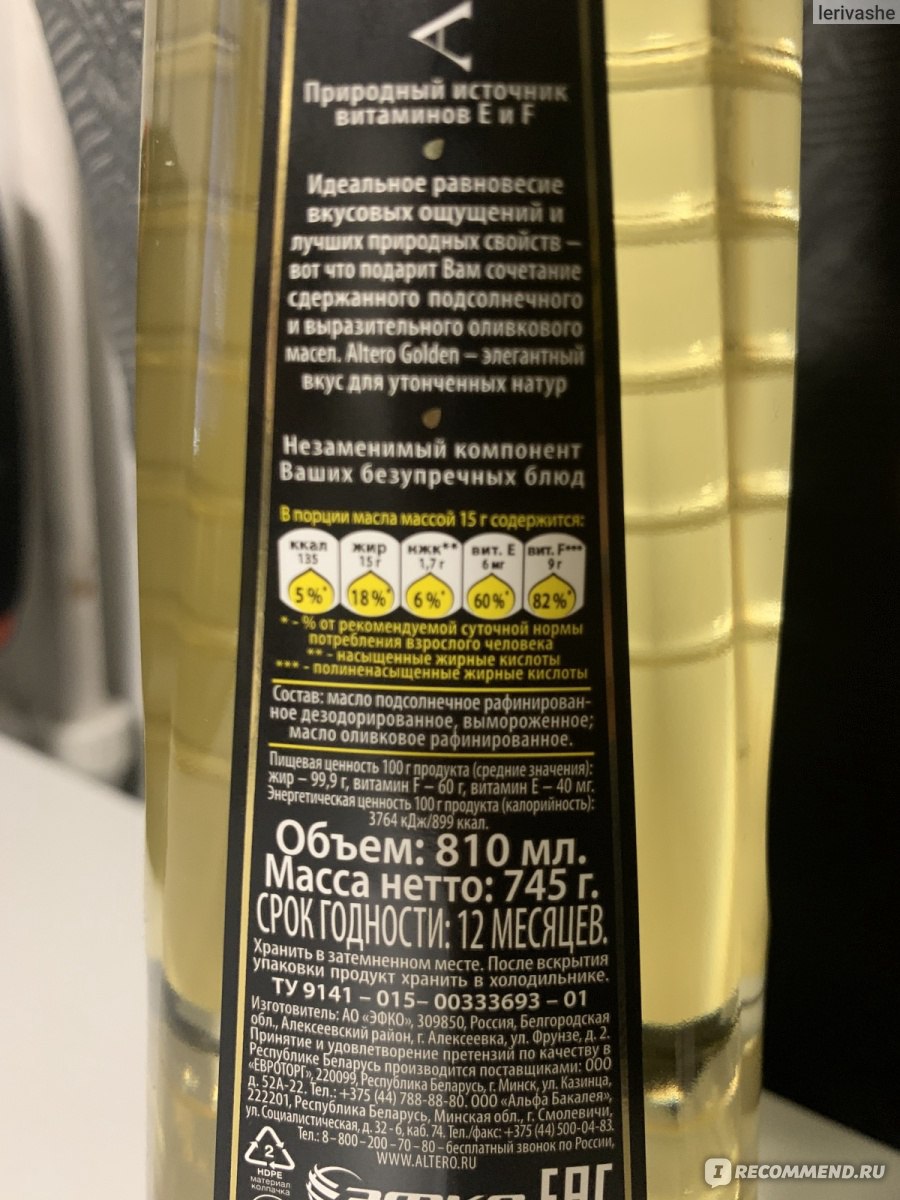 lerivashe
A
Природный источник
витаминов Е и F
Идеальное равновесие
вкусовых ощущений и
лучших природных свойств –
вот что подарит Вам сочетание
сдержанного подсолнечного
и выразительного оливкового
масел. Altero Golden – элегантный
вкус для утонченных натур
Незаменимый компонент
Ваших безупречных блюд
В порции масла массой 15 г содержится:
ккал жир нжк** вит. Е вит. F***
135 15 г 1,7 г 6 мг 9 г
5%* 18%* 6%* 60%* 82%*
* - % от рекомендуемой суточной нормы
потребления взрослого человека
** - насыщенные жирные кислоты
*** - полиненасыщенные жирные кислоты
Состав: масло подсолнечное рафинирован-
ное дезодорированное, вымороженное;
масло оливковое рафинированное.
Пищевая ценность 100 г продукта (средние значения):
жир – 99,9 г, витамин F – 60 г, витамин Е – 40 мг.
Энергетическая ценность 100 г продукта (калорийность):
3764 кДж/899 ккал.
Объем: 810 мл.
Масса нетто: 745 г.
СРОК ГОДНОСТИ: 12 МЕСЯЦЕВ.
Хранить в затемненном месте. После вскрытия
упаковки продукт хранить в холодильнике.
ТУ 9141 – 015– 00333693 – 01
Изготовитель: АО «ЭФКО», 309850, Россия, Белгородская
обл., Алексеевский район, г. Алексеевка, ул. Фрунзе, д. 2.
Принятие и удовлетворение претензий по качеству в
Республике Беларусь производится поставщиками: ООО
«ЕВРОТОРГ», 220099, Республика Беларусь, г. Минск, ул. Казинца,
д. 52А-22. Тел.: +375 (44) 788-88-80. ООО «Альфа Бакалея»,
222201, Республика Беларусь, Минская обл., г. Смолевичи,
ул. Социалистическая, д. 32 - 6, каб. 74. Тел./факс: +375 (44) 500-04-83.
Тел.: 8–800–200–70–80 – бесплатный звонок по России,
WWW.ALTERO.RU
2
HDPE
материал
колпачка
ЭФКО EAC
IRECOMMEND.RU